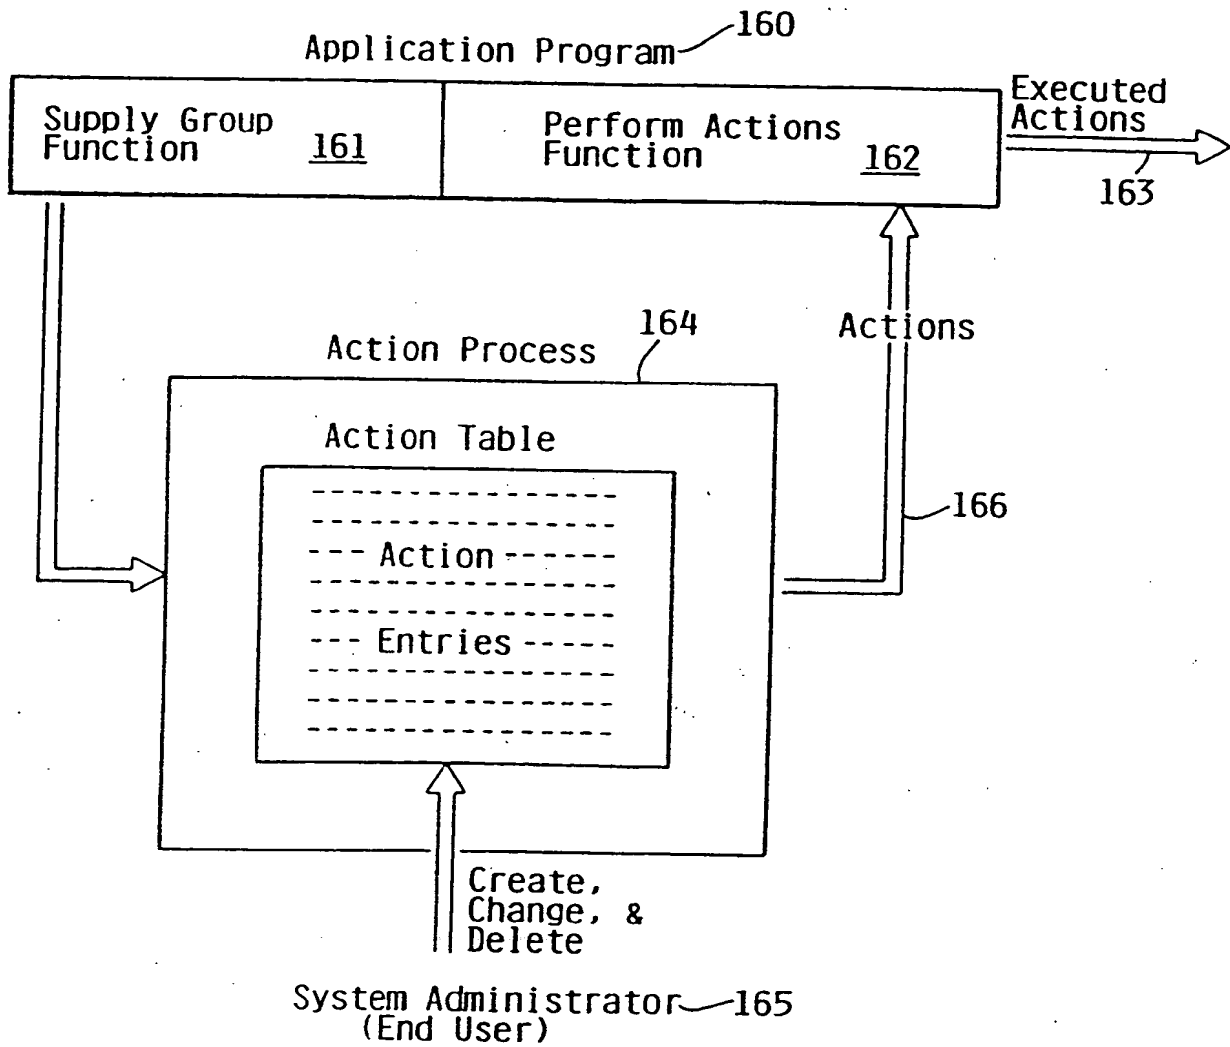 Application Program 160
Supply Group
Function 161
Perform Actions
Function 162
Executed
Actions
163
Actions
164
Action Process
Action Table
Action
Entries
166
Create,
Change, &
Delete
System Administrator 165
(End User)